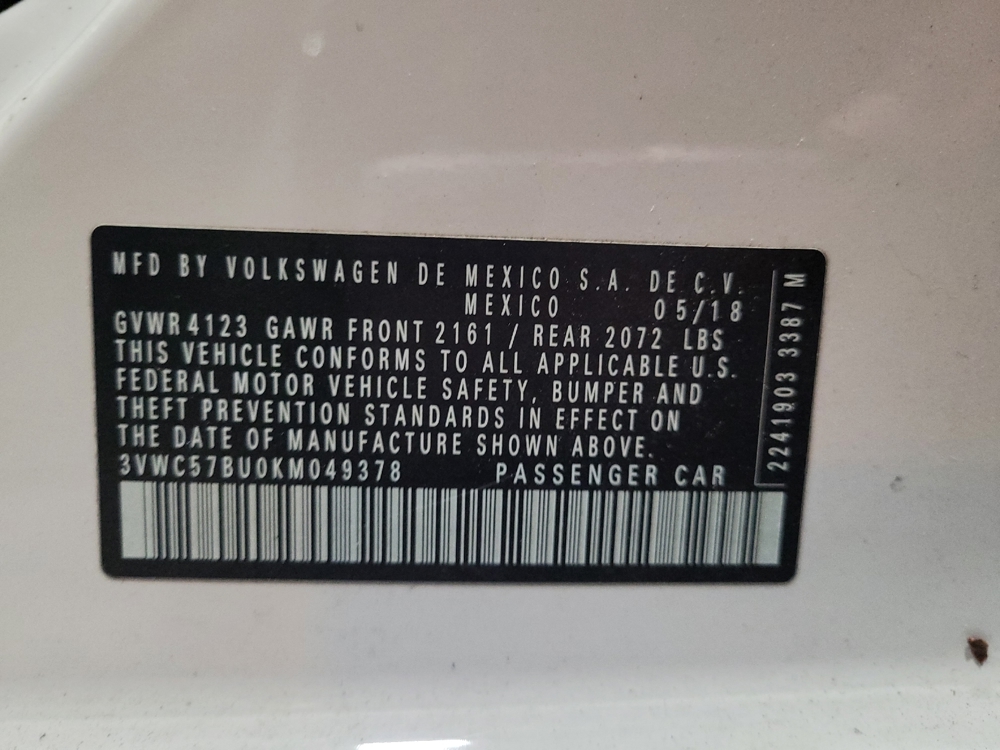 MFD BY VOLKSWAGEN DE MEXICO S.A. DE C.V.
MEXICO 05/18
GVWR 4123 GAWR FRONT 2161 / REAR 2072 LBS
THIS VEHICLE CONFORMS TO ALL APPLICABLE U.S.
FEDERAL MOTOR VEHICLE SAFETY, BUMPER AND
THEFT PREVENTION STANDARDS IN EFFECT ON
THE DATE OF MANUFACTURE SHOWN ABOVE.
3VWC57BU0KM049378 PASSENGER CAR
2241903 3387 M